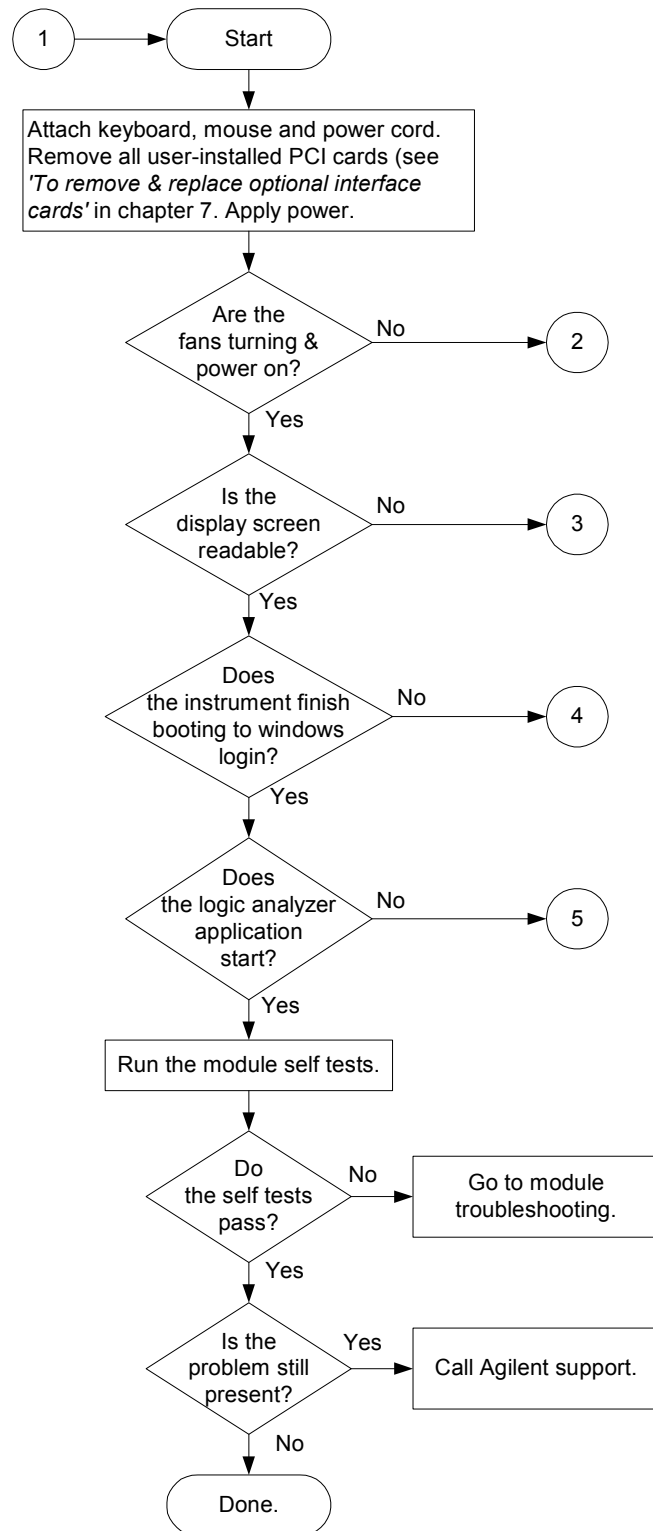 1
Start
Attach keyboard, mouse and power cord.
Remove all user-installed PCI cards (see
'To remove & replace optional interface
cards' in chapter 7. Apply power.
Are the
fans turning &
power on?
No
2
Yes
Is the
display screen
readable?
No
3
Yes
Does
the instrument finish
booting to windows
login?
No
4
Yes
Does
the logic analyzer
application
start?
No
5
Yes
Run the module self tests.
Do
the self tests
pass?
No
Go to module
troubleshooting.
Yes
Is the
problem still
present?
Yes
Call Agilent support.
No
Done.